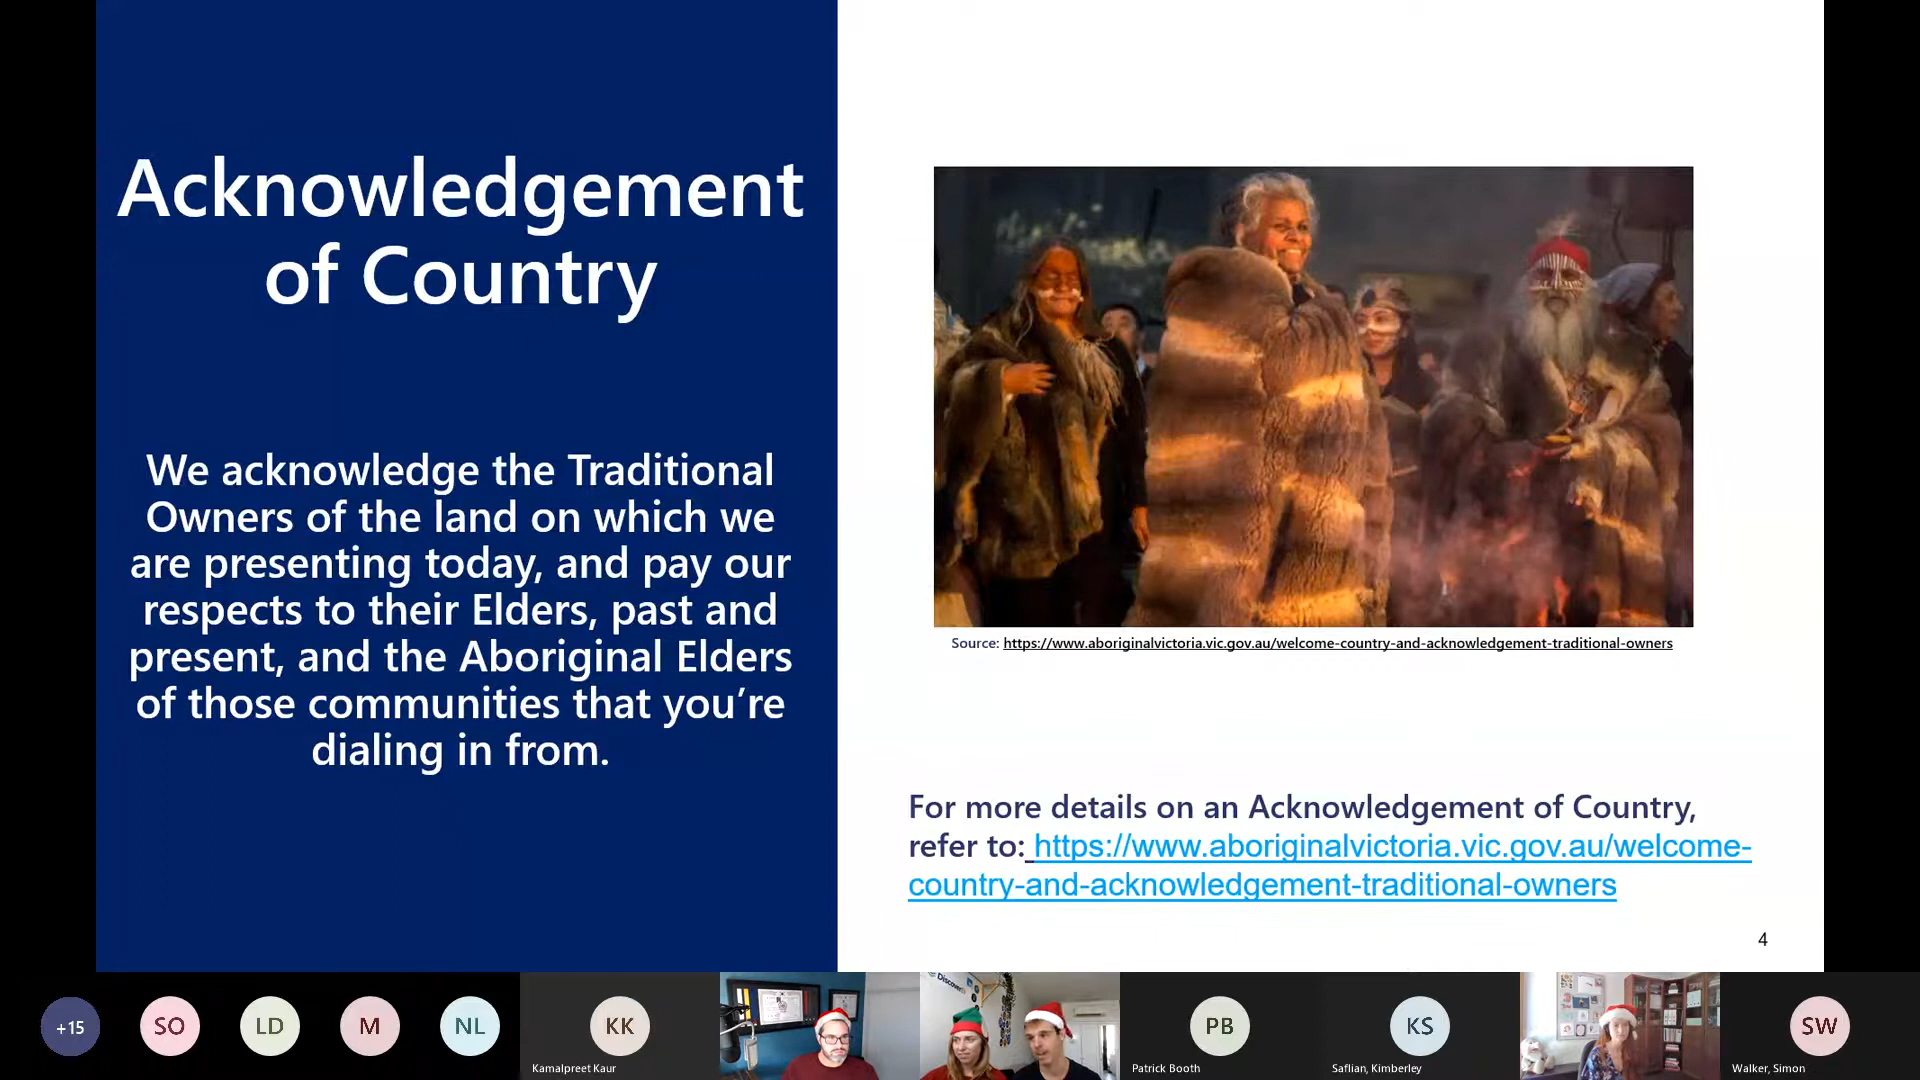 Acknowledgement
of Country
We acknowledge the Traditional
Owners of the land on which we
are presenting today, and pay our
respects to their Elders, past and
present, and the Aboriginal Elders
of those communities that you’re
dialing in from.
Source: https://www.aboriginalvictoria.vic.gov.au/welcome-country-and-acknowledgement-traditional-owners
For more details on an Acknowledgement of Country,
refer to: https://www.aboriginalvictoria.vic.gov.au/welcome-
country-and-acknowledgement-traditional-owners
4
+15
SO
LD
M
NL
KK
Kamalpreet Kaur
Discover
PB
Patrick Booth
KS
Saflian, Kimberley
SW
Walker, Simon